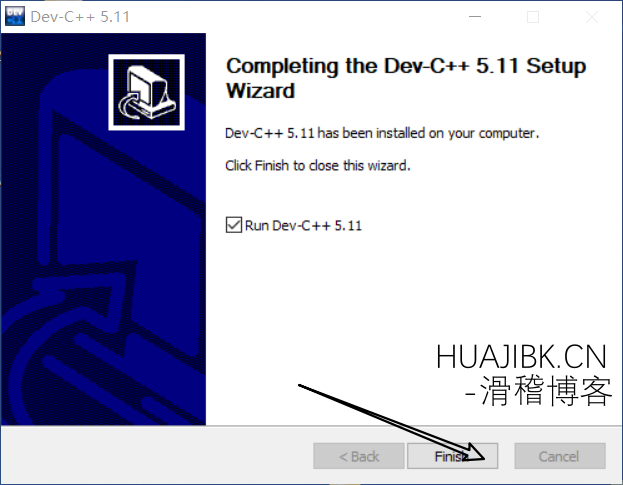 Dev-C++ 5.11
Completing the Dev-C++ 5.11 Setup
Wizard
Dev-C++ 5.11 has been installed on your computer.
Click Finish to close this wizard.
Run Dev-C++ 5.11
HUAJIBK.CN
-滑稽博客
< Back
Finish
Cancel